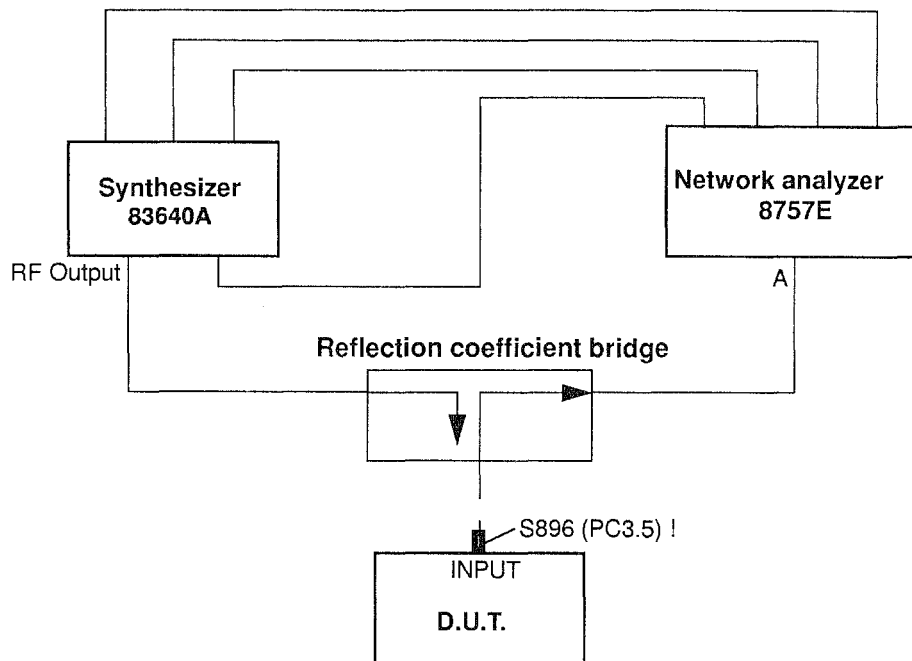 Synthesizer
83640A
Network analyzer
8757E
RF Output
A
Reflection coefficient bridge
S896 (PC3.5) !
INPUT
D.U.T.